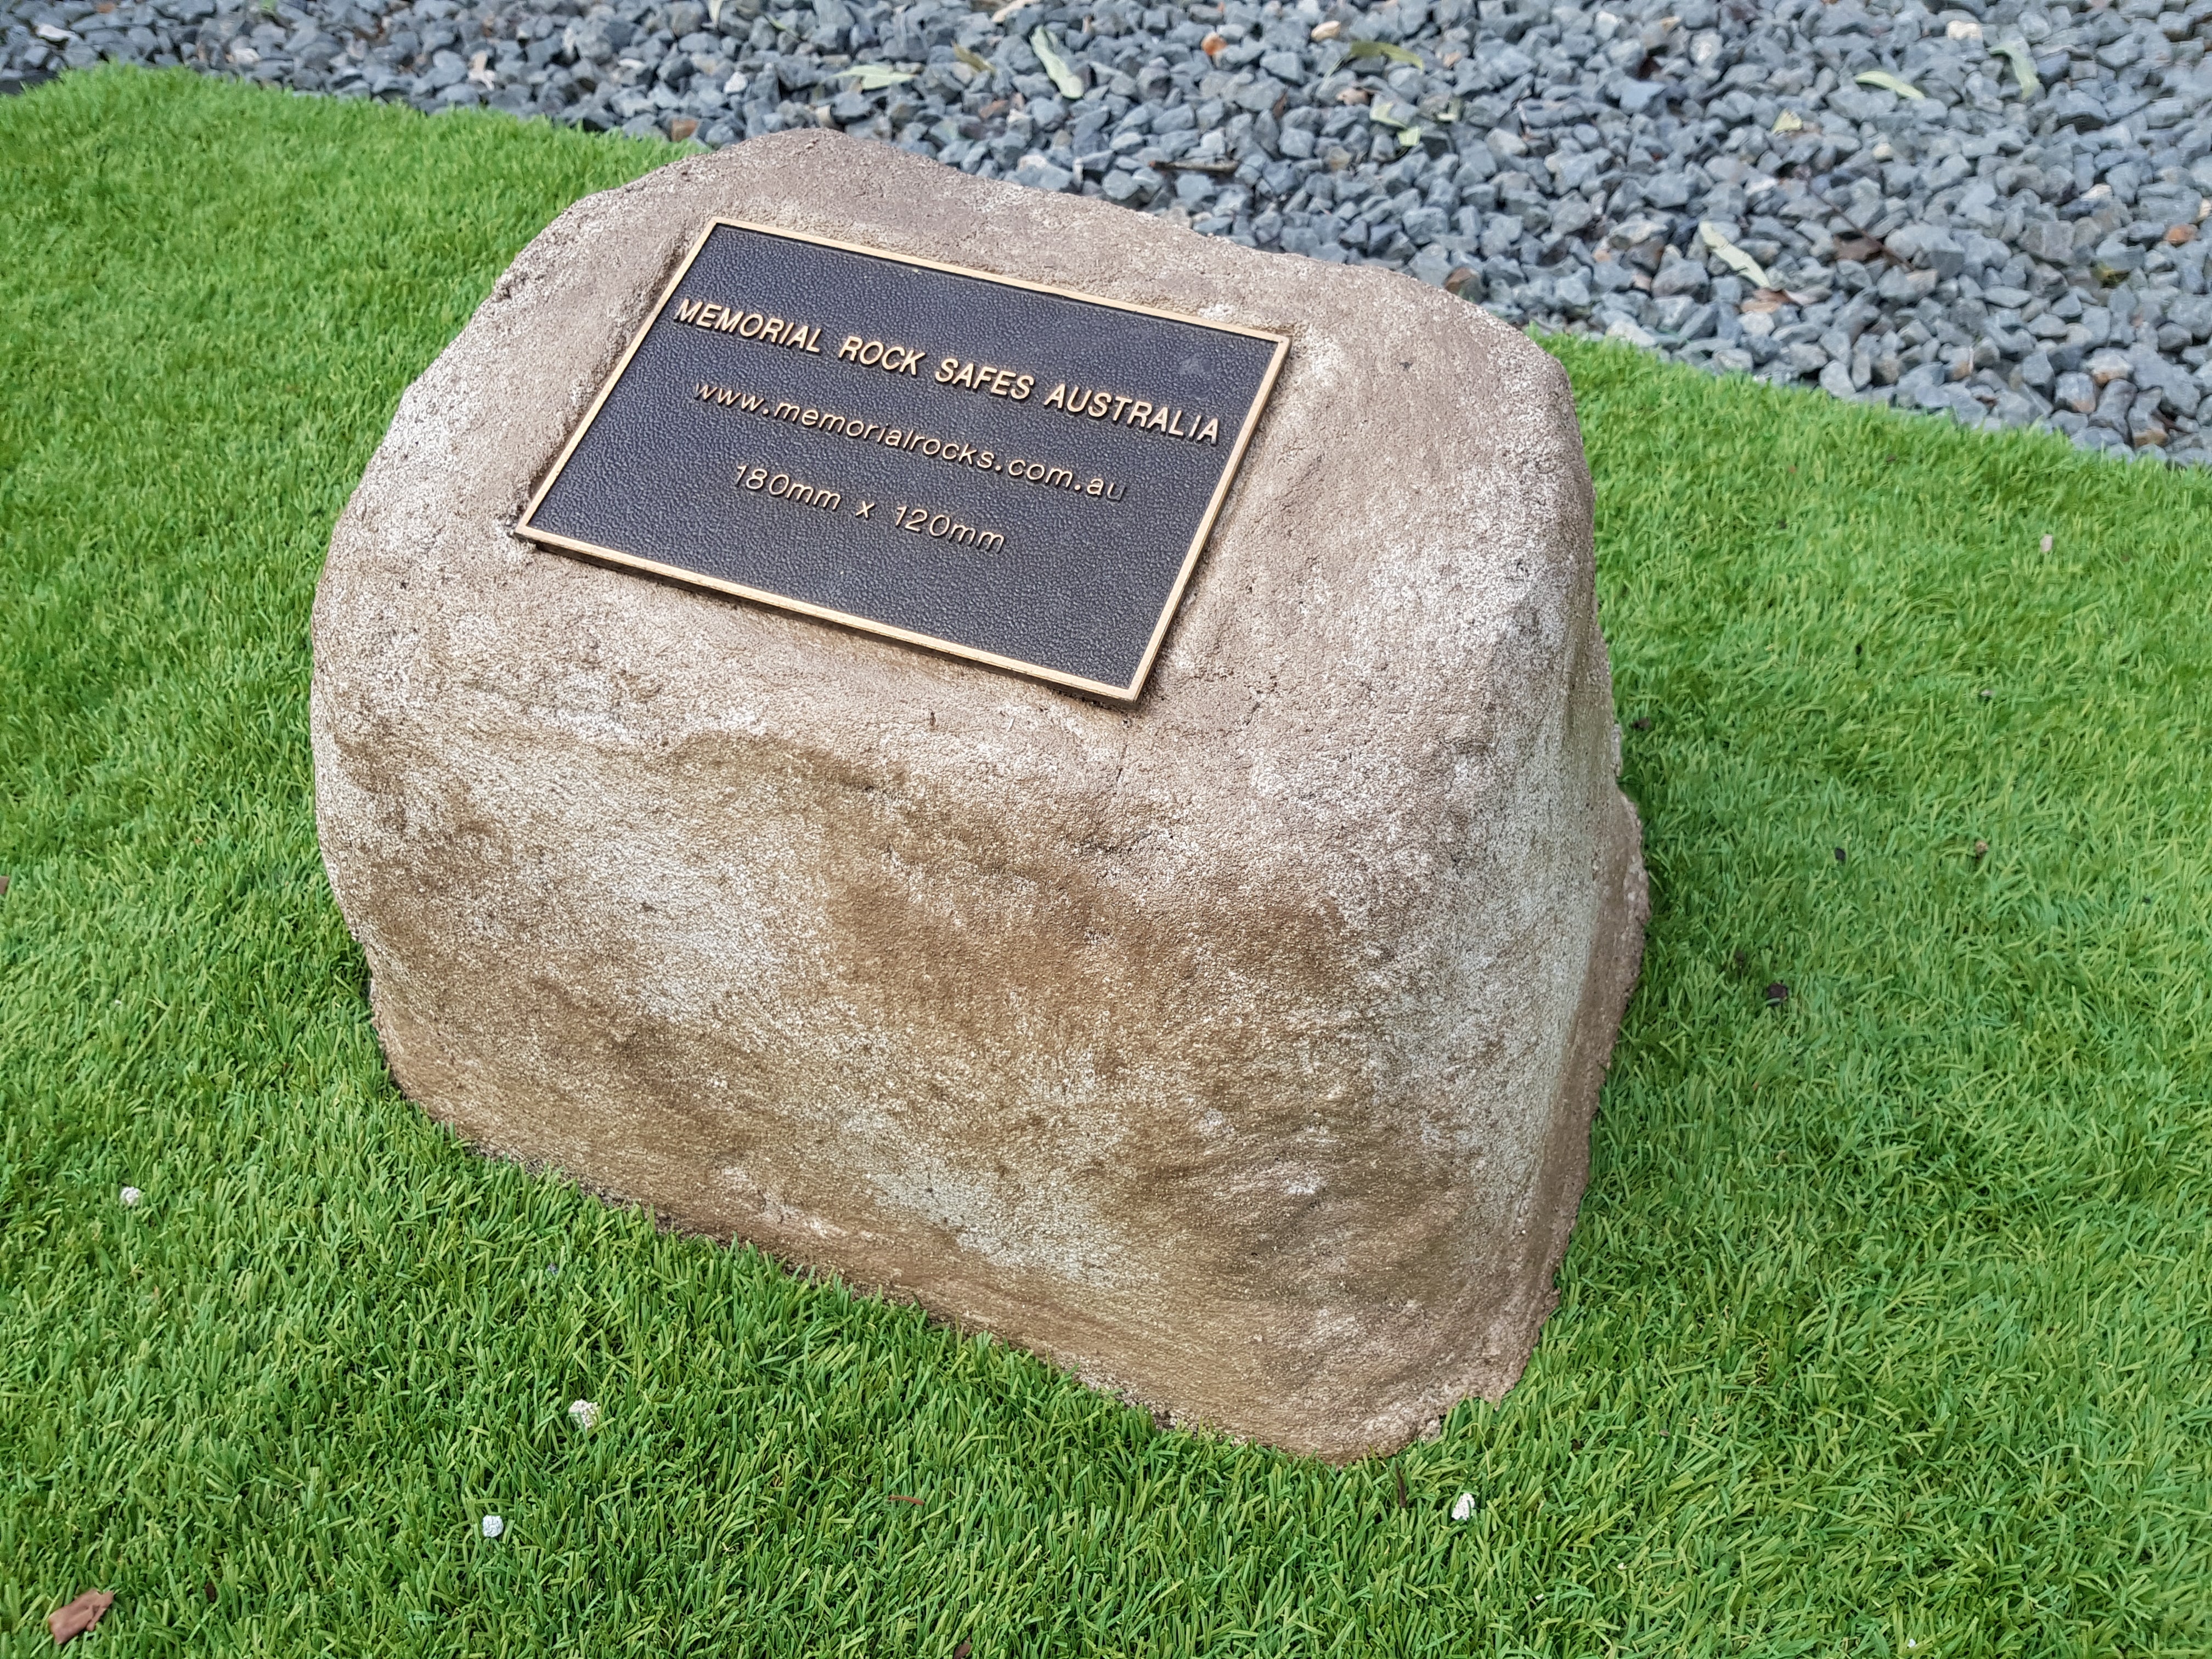 MEMORIAL ROCK SAFES AUSTRALIA
www.memorialrocks.com.au
180mm x 120mm